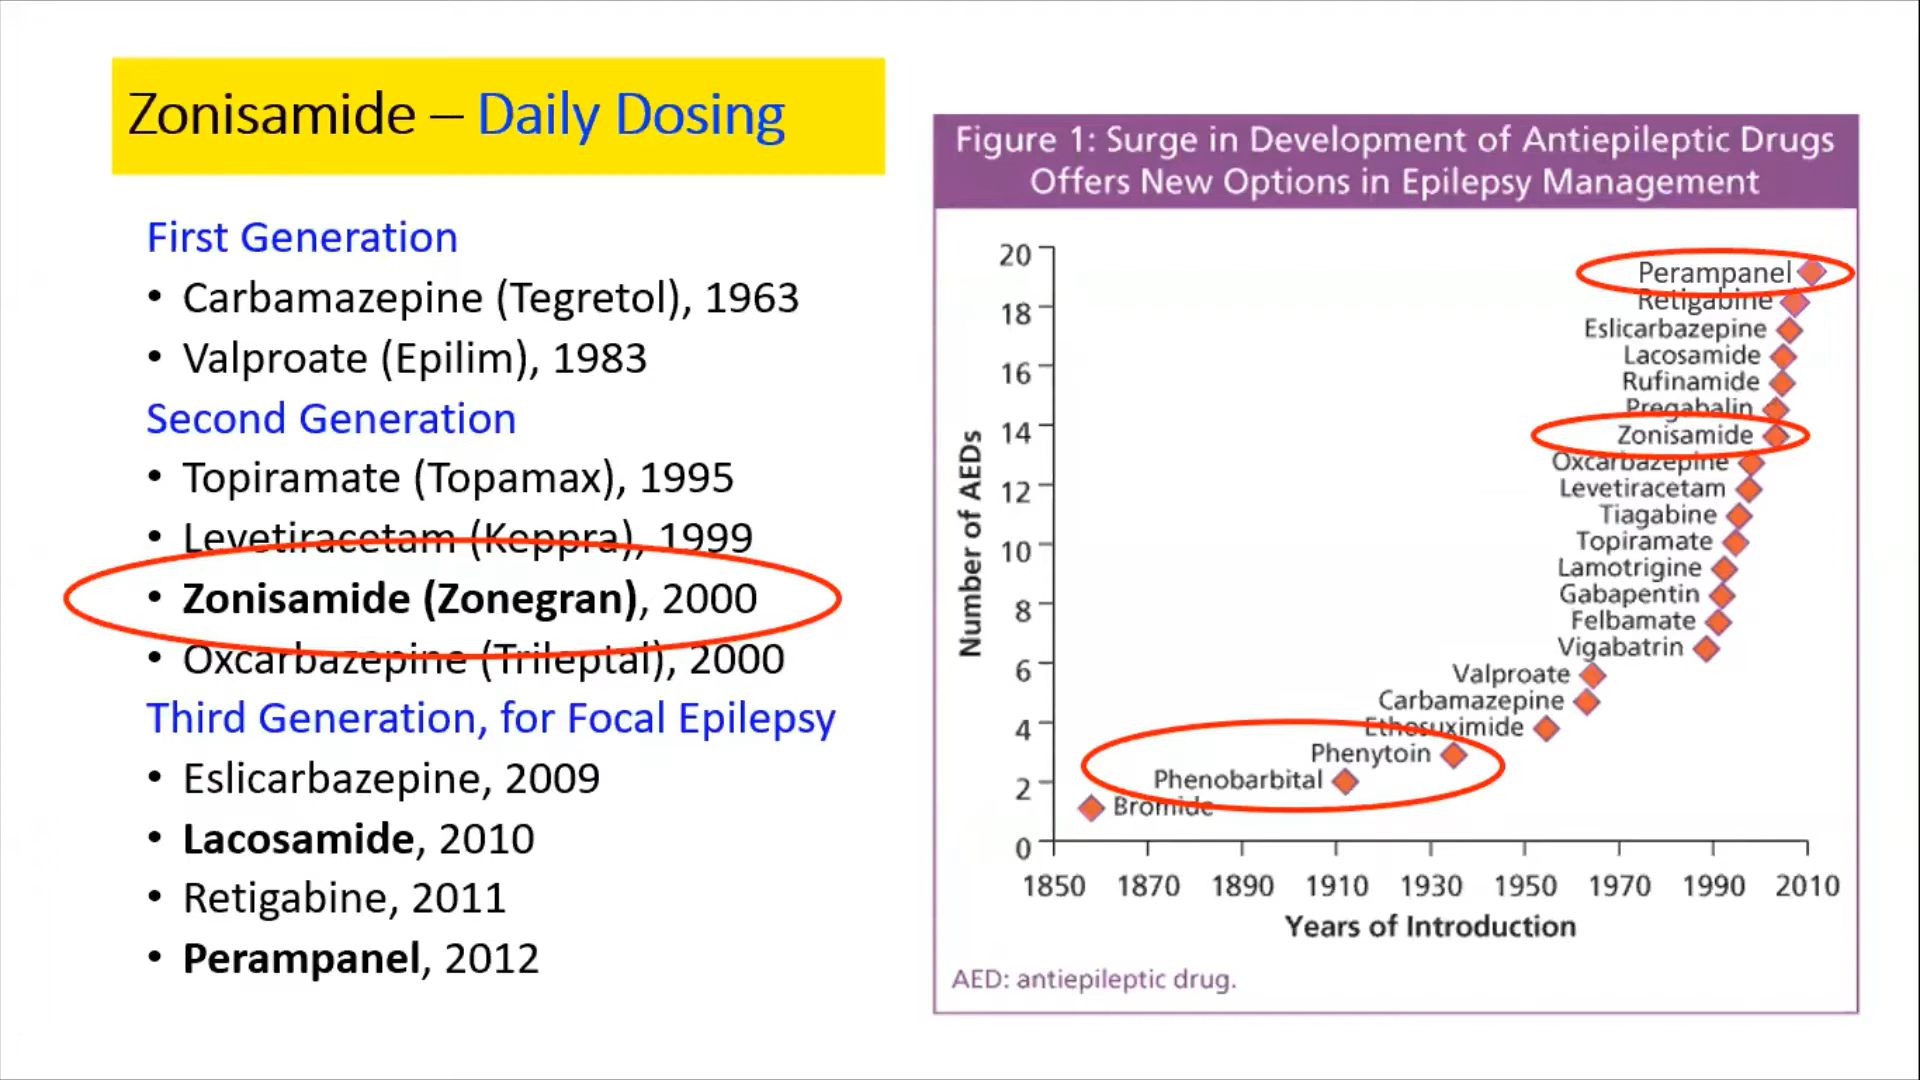 Zonisamide – Daily Dosing
First Generation
• Carbamazepine (Tegretol), 1963
• Valproate (Epilim), 1983
Second Generation
• Topiramate (Topamax), 1995
• Levetiracetam (Keppra), 1999
• Zonisamide (Zonegran), 2000
• Oxcarbazepine (Trileptal), 2000
Third Generation, for Focal Epilepsy
• Eslicarbazepine, 2009
• Lacosamide, 2010
• Retigabine, 2011
• Perampanel, 2012
Figure 1: Surge in Development of Antiepileptic Drugs
Offers New Options in Epilepsy Management
Number of AEDs
20
18
16
14
12
10
8
6
4
2
0
Perampanel
Retigabine
Eslicarbazepine
Lacosamide
Rufinamide
Pregabalin
Zonisamide
Oxcarbazepine
Levetiracetam
Tiagabine
Topiramate
Lamotrigine
Gabapentin
Felbamate
Vigabatrin
Valproate
Carbamazepine
Ethosuximide
Phenytoin
Phenobarbital
Bromide
1850 1870 1890 1910 1930 1950 1970 1990 2010
Years of Introduction
AED: antiepileptic drug.